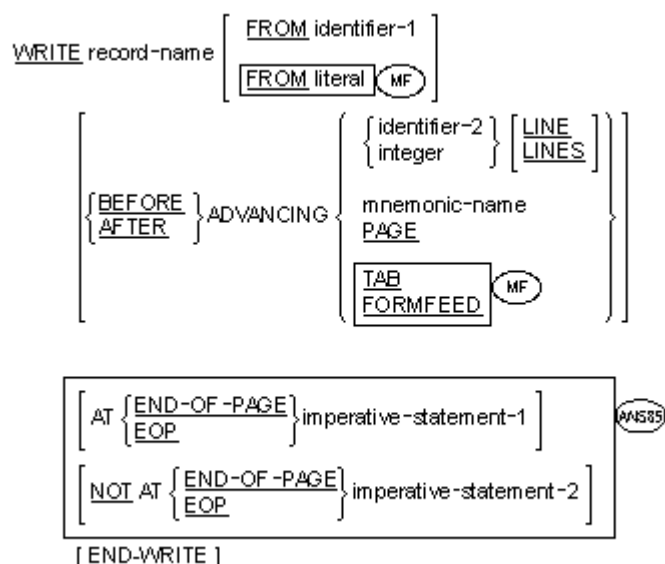 FROM identifier-1
WRITE record-name
FROM literal MF
identifier-2 LINE
integer LINES
BEFORE
AFTER ADVANCING
mnemonic-name
PAGE
TAB
FORMFEED MF
AT END-OF-PAGE imperative-statement-1 ANS85
EOP
NOT AT END-OF-PAGE imperative-statement-2
EOP
[ END-WRITE ]